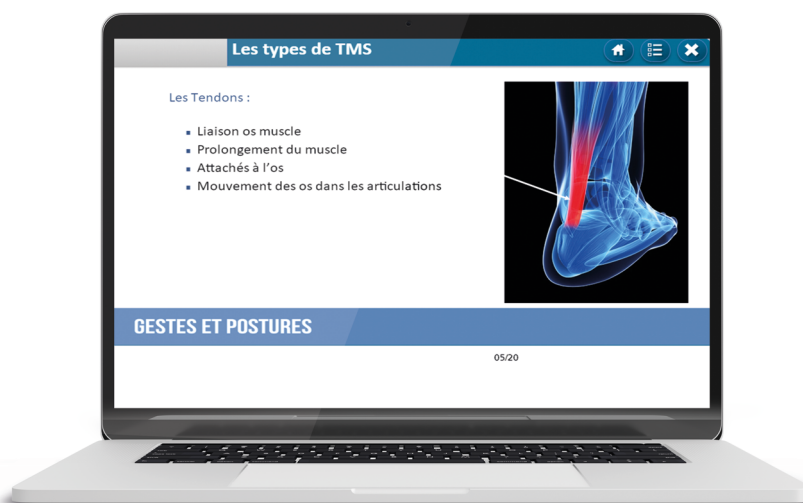 Les types de TMS
Les Tendons :
Liaison os muscle
Prolongement du muscle
Attachés à l'os
Mouvement des os dans les articulations
GESTES ET POSTURES
05/20